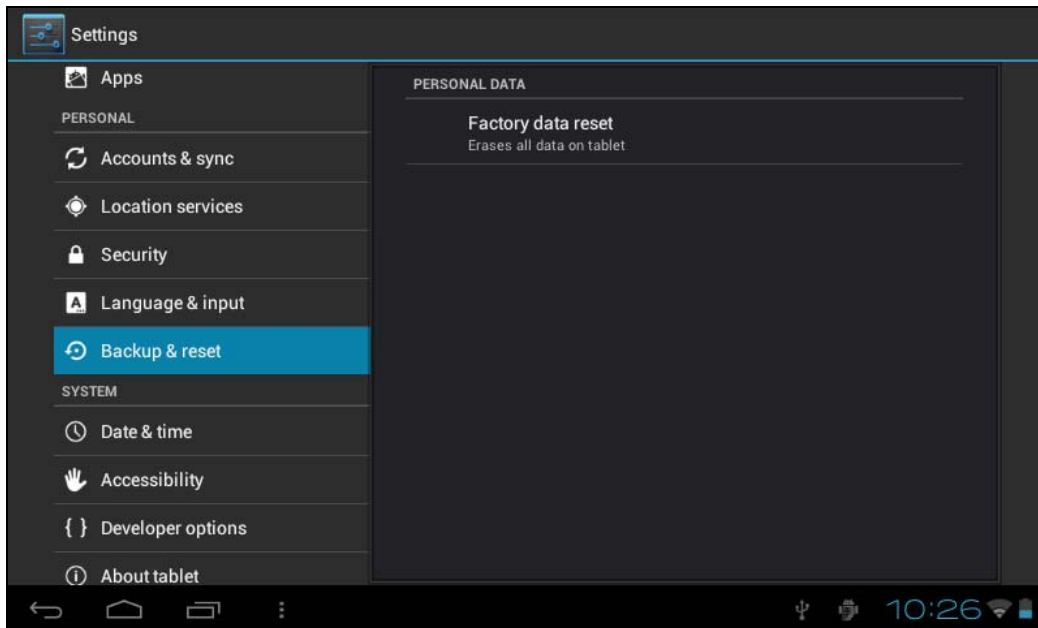 Settings
Apps
PERSONAL
Accounts & sync
Location services
Security
Language & input
Backup & reset
SYSTEM
Date & time
Accessibility
{ } Developer options
About tablet
PERSONAL DATA
Factory data reset
Erases all data on tablet
10:26